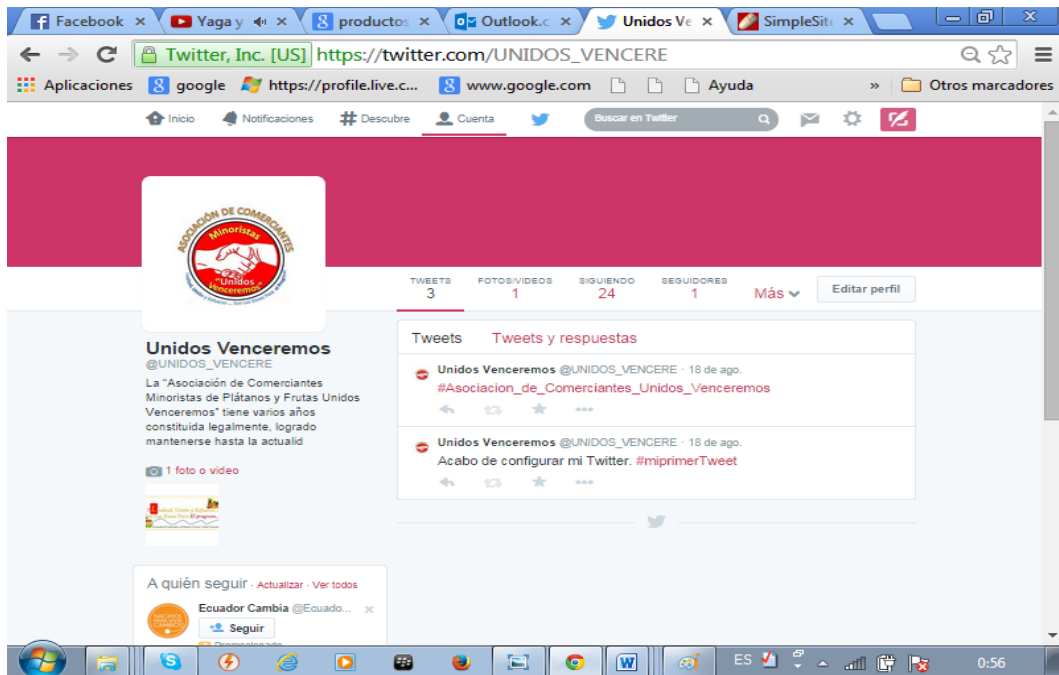 Facebook
Yaga y
productos
Outlook.c
Unidos Ve
SimpleSite
Twitter, Inc. [US] https://twitter.com/UNIDOS_VENCERE
Aplicaciones google https://profile.live.c... www.google.com Ayuda » Otros marcadores
Inicio Notificaciones Descubre Cuenta Buscar en Twitter
ASOCIACIÓN DE COMERCIANTES
Minoristas
"Unidos
Venceremos"
TWEETS FOTOS/VIDEOS SIGUIENDO SEGUIDORES
3 1 24 1 Más Editar perfil
Unidos Venceremos
@UNIDOS_VENCERE
La "Asociación de Comerciantes
Minoristas de Plátanos y Frutas Unidos
Venceremos" tiene varios años
constituida legalmente, logrado
mantenerse hasta la actualid
1 foto o video
Tweets Tweets y respuestas
Unidos Venceremos @UNIDOS_VENCERE · 18 de ago.
#Asociacion_de_Comerciantes_Unidos_Venceremos
Unidos Venceremos @UNIDOS_VENCERE · 18 de ago.
Acabo de configurar mi Twitter. #miprimerTweet
A quién seguir · Actualizar · Ver todos
Ecuador Cambia @Ecuado...
Seguir
Promocionado
ES 0:56